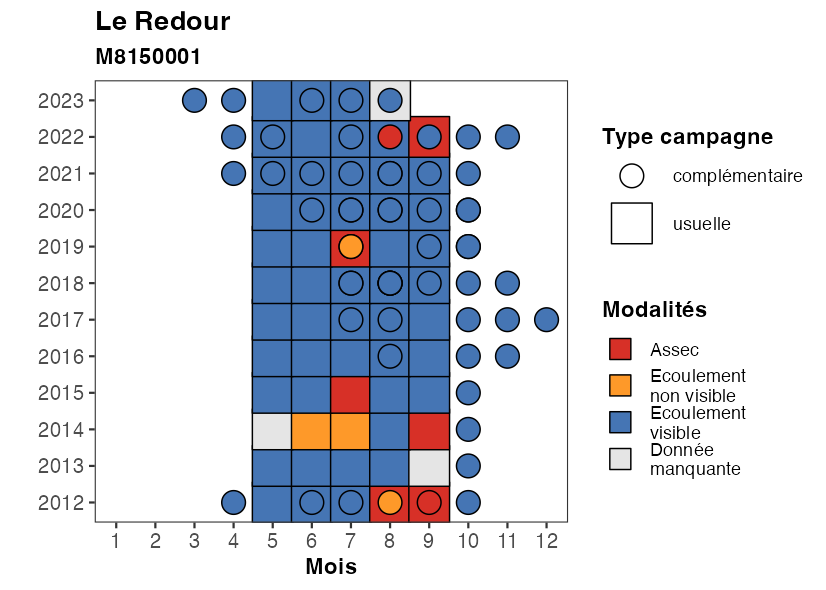 Le Redour
M8150001
2023
2022
2021
2020
2019
2018
2017
2016
2015
2014
2013
2012
1 2 3 4 5 6 7 8 9 10 11 12
Mois
Type campagne
complémentaire
usuelle
Modalités
Assec
Ecoulement
non visible
Ecoulement
visible
Donnée
manquante